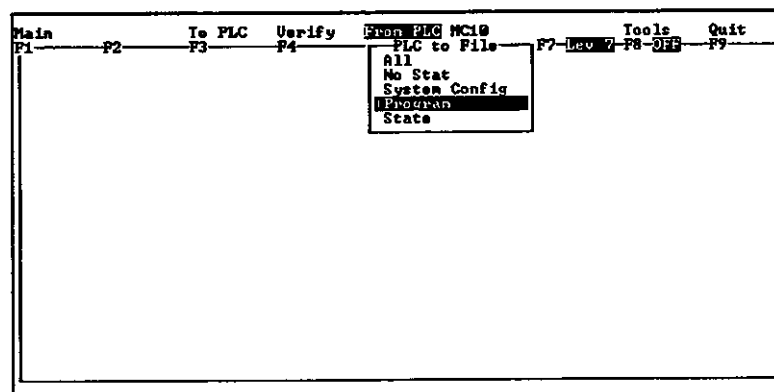 Main To PLC Verify From PLC MC10 Tools Quit
F1 F2 F3 F4 PLC to File F7 Lev 7 F8 OFF F9
All
No Stat
System Config
Program
State